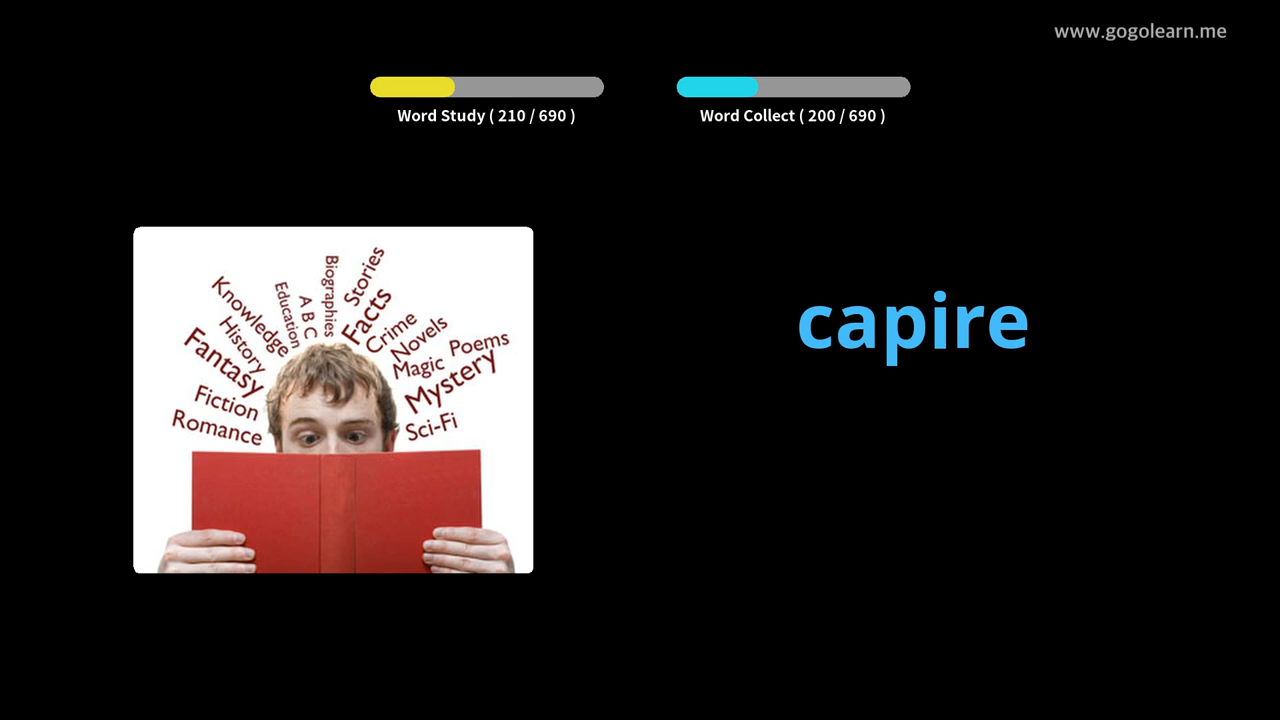 www.gogolearn.me
Word Study ( 210 / 690 )
Word Collect ( 200 / 690 )
Romance
Fiction
Fantasy
History
Knowledge
Education
A B C
Biographies
Stories
Facts
Crime
Novels
Magic
Poems
Mystery
Sci-Fi
capire